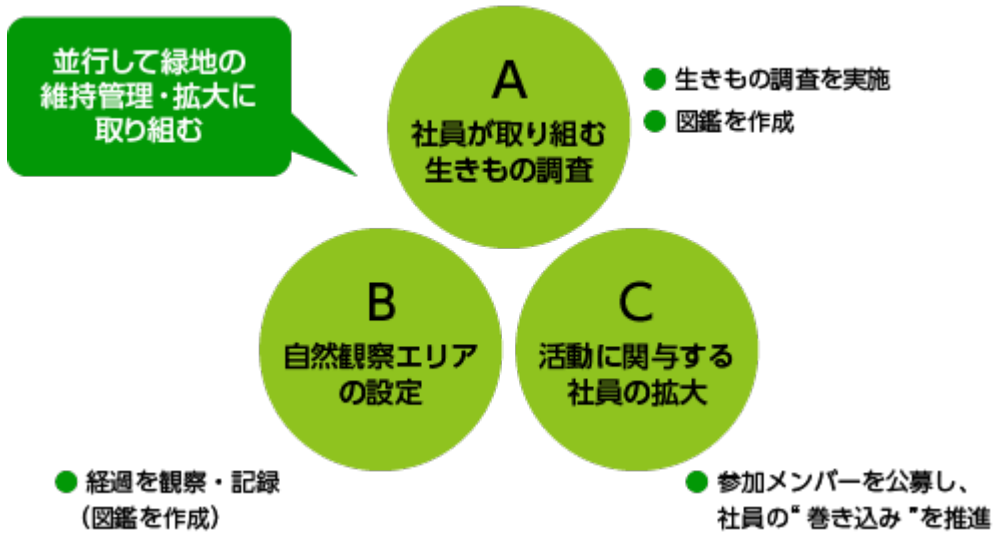 並行して緑地の
維持管理・拡大に
取り組む
A
社員が取り組む
生きもの調査
● 生きもの調査を実施
● 図鑑を作成
B
自然観察エリア
の設定
C
活動に関与する
社員の拡大
● 経過を観察・記録
（図鑑を作成）
● 参加メンバーを公募し、
社員の“巻き込み”を推進